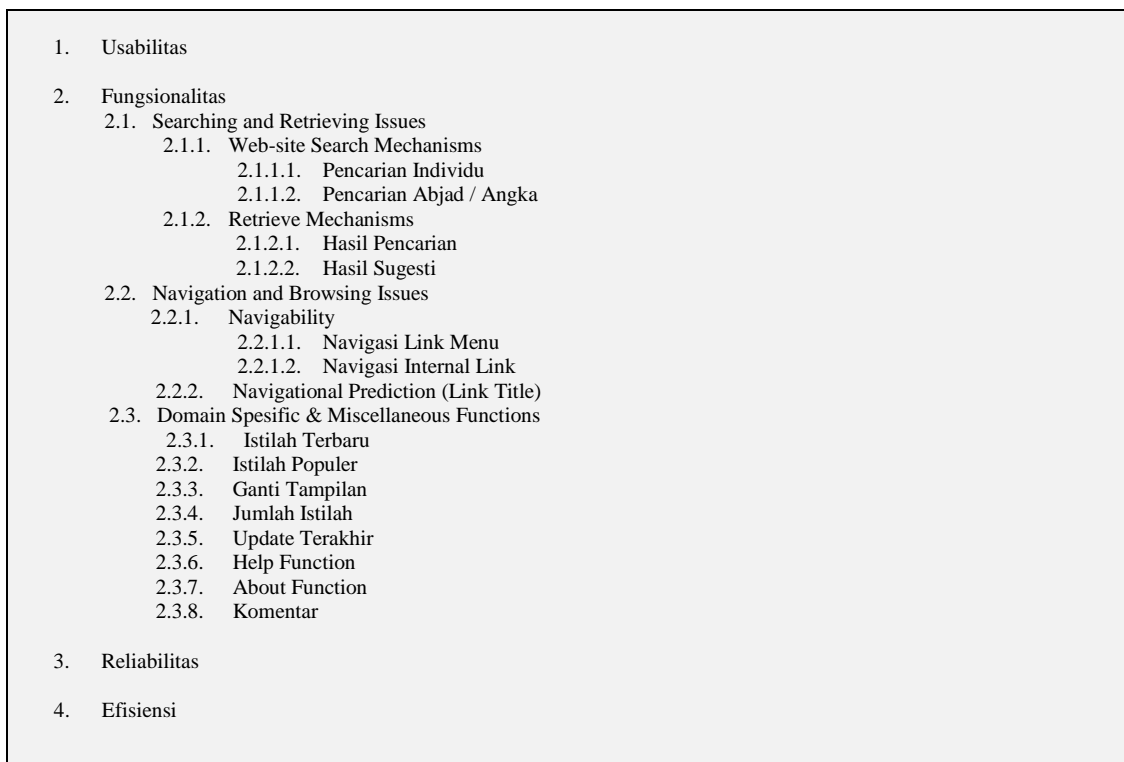 1. Usabilitas
2. Fungsionalitas
2.1. Searching and Retrieving Issues
2.1.1. Web-site Search Mechanisms
2.1.1.1. Pencarian Individu
2.1.1.2. Pencarian Abjad / Angka
2.1.2. Retrieve Mechanisms
2.1.2.1. Hasil Pencarian
2.1.2.2. Hasil Sugesti
2.2. Navigation and Browsing Issues
2.2.1. Navigability
2.2.1.1. Navigasi Link Menu
2.2.1.2. Navigasi Internal Link
2.2.2. Navigational Prediction (Link Title)
2.3. Domain Spesific & Miscellaneous Functions
2.3.1. Istilah Terbaru
2.3.2. Istilah Populer
2.3.3. Ganti Tampilan
2.3.4. Jumlah Istilah
2.3.5. Update Terakhir
2.3.6. Help Function
2.3.7. About Function
2.3.8. Komentar
3. Reliabilitas
4. Efisiensi